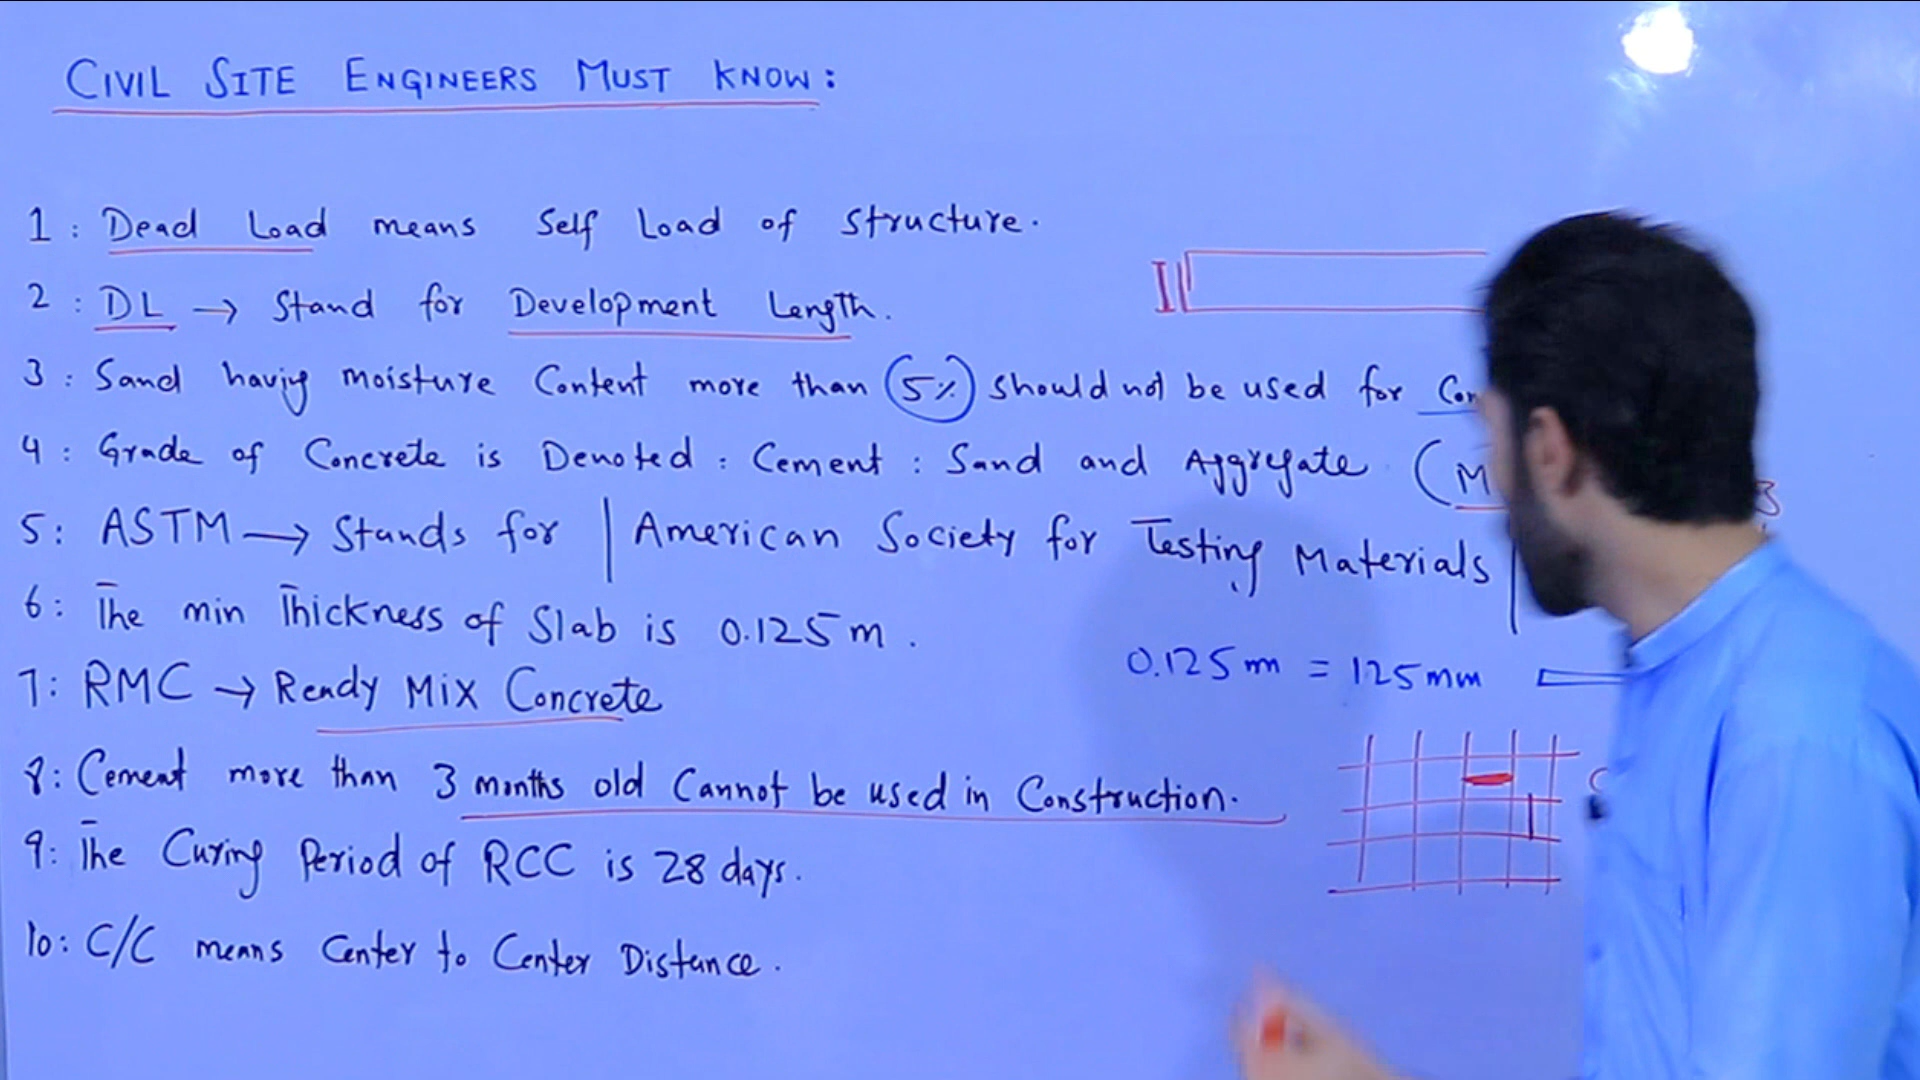 CIVIL SITE ENGINEERS MUST KNOW:
1: Dead Load means Self Load of Structure.
2: DL → Stand for Development Length.
3: Sand having moisture Content more than 5% should not be used for
4: Grade of Concrete is Denoted: Cement: Sand and Aggregate (M
3
5: ASTM → Stands for | American Society for Testing Materials |
6: The min Thickness of Slab is 0.125m.
0.125m = 125mm
7: RMC → Ready Mix Concrete
8: Cement more than 3 months old Cannot be used in Construction.
9: The Curing Period of RCC is 28 days.
10: C/C means Center to Center Distance.